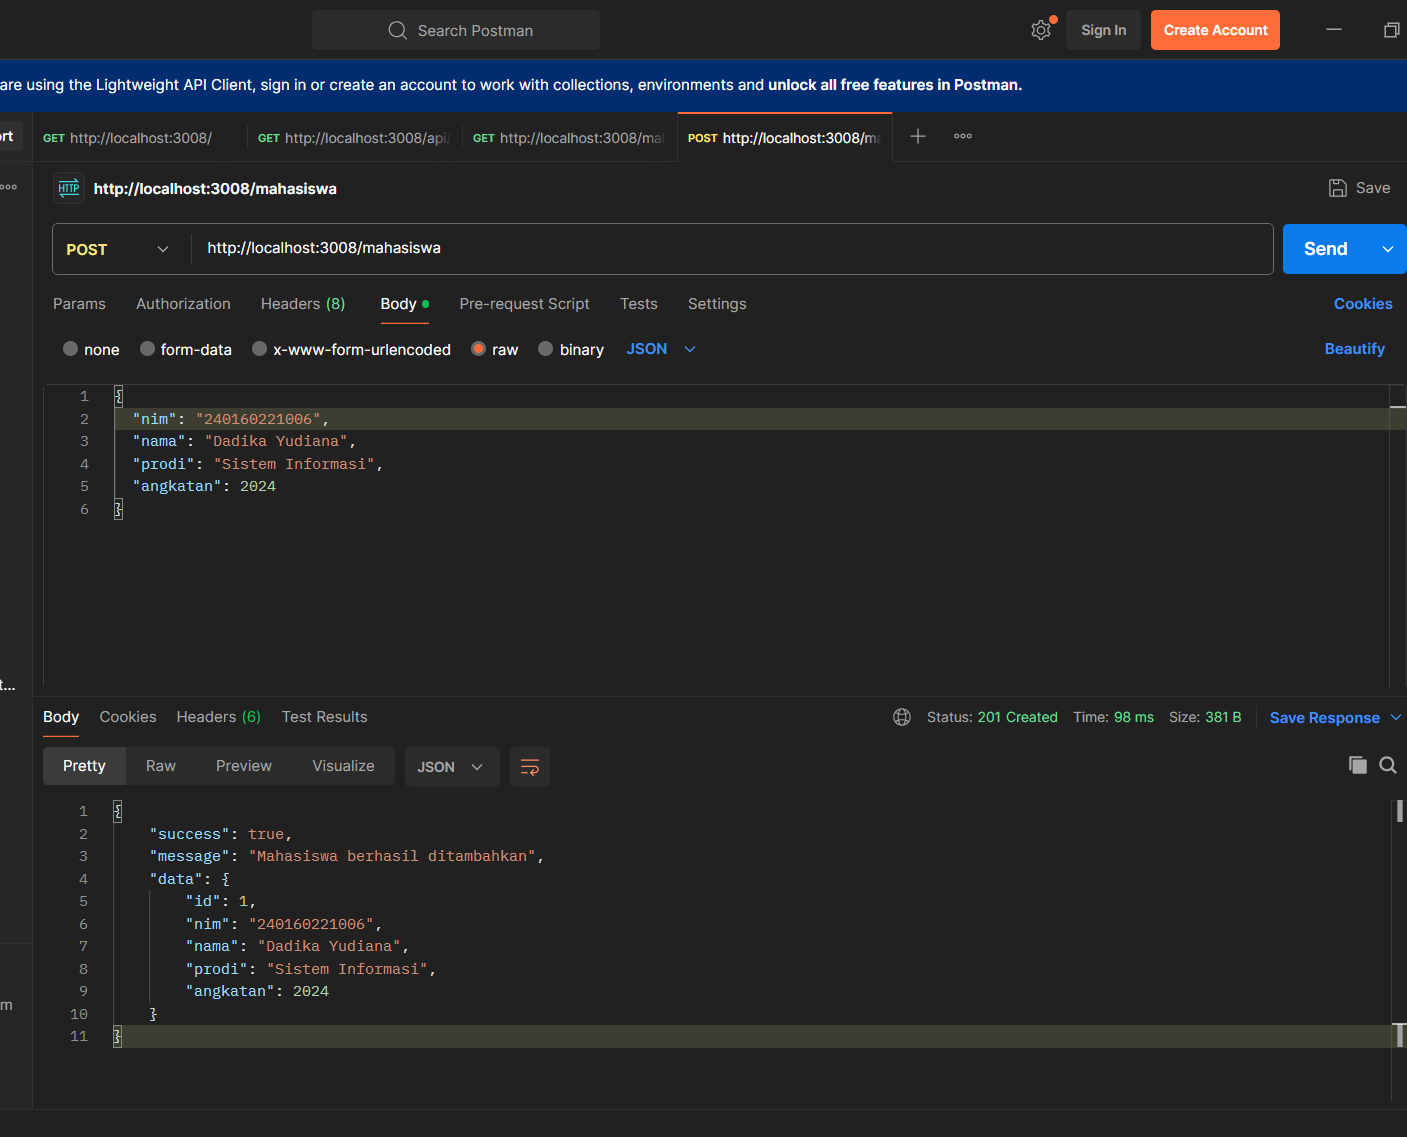 Search Postman
Sign In
Create Account
are using the Lightweight API Client, sign in or create an account to work with collections, environments and unlock all free features in Postman.
GET http://localhost:3008/
GET http://localhost:3008/api/
GET http://localhost:3008/mal
POST http://localhost:3008/ma
HTTP http://localhost:3008/mahasiswa
Save
POST http://localhost:3008/mahasiswa
Send
Params Authorization Headers (8) Body Pre-request Script Tests Settings
Cookies
none form-data x-www-form-urlencoded raw binary JSON
Beautify
1 {
2 "nim": "240160221006",
3 "nama": "Dadika Yudiana",
4 "prodi": "Sistem Informasi",
5 "angkatan": 2024
6 }
Body Cookies Headers (6) Test Results
Status: 201 Created Time: 98 ms Size: 381 B Save Response
Pretty Raw Preview Visualize JSON
1 {
2 "success": true,
3 "message": "Mahasiswa berhasil ditambahkan",
4 "data": {
5 "id": 1,
6 "nim": "240160221006",
7 "nama": "Dadika Yudiana",
8 "prodi": "Sistem Informasi",
9 "angkatan": 2024
10 }
11 }